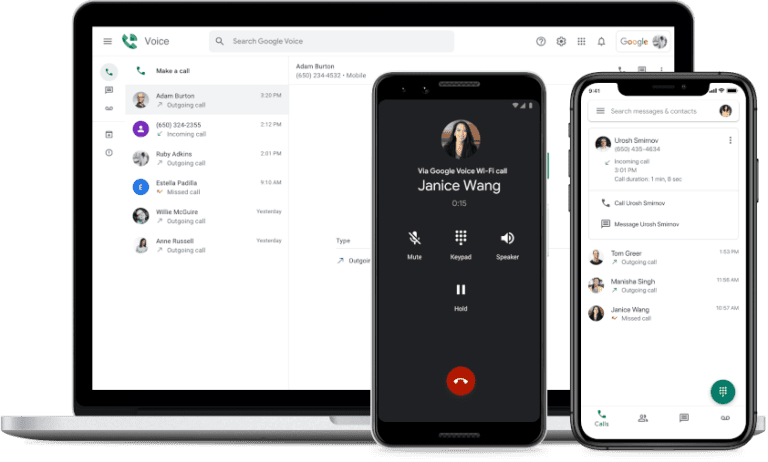 Voice
Search Google Voice
Google
Make a call
Adam Burton
Outgoing call
3:20 PM
(650) 324-2355
Incoming call
2:12 PM
Ruby Adkins
Outgoing call
2:01 PM
Estella Padilla
Missed call
9:10 AM
E
Willie McGuire
Outgoing call
Yesterday
Anne Russell
Outgoing call
Yesterday
Adam Burton
(650) 234-4532 • Mobile
Type
Outgoi
Via Google Voice Wi-Fi call
Janice Wang
0:15
Mute
Keypad
Speaker
Hold
9:41
Search messages & contacts
Urosh Smirnov
(650) 435-4634
Incoming call
3:01 PM
Call duration: 1 min, 8 sec
Call Urosh Smirnov
Message Urosh Smirnov
Tom Greer
Outgoing call
1:53 PM
Manisha Singh
Outgoing call
11:56 AM
Janice Wang
Missed call
10:57 AM
Calls